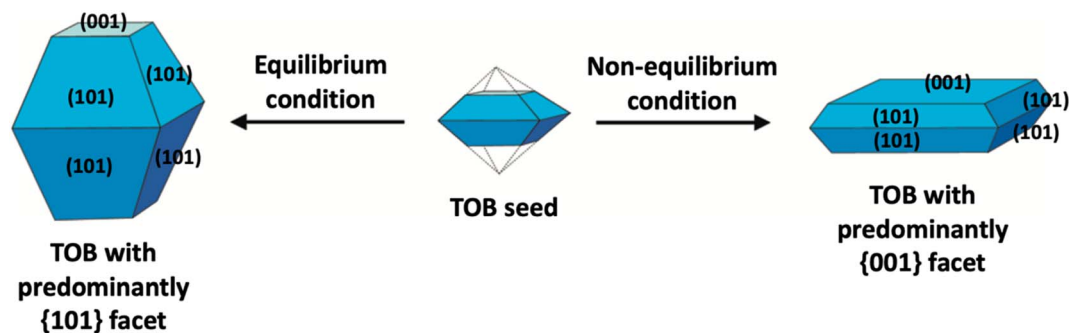 (001)
(101)
(101)
(101)
(101)
TOB with
predominantly
{101} facet
Equilibrium
condition
TOB seed
Non-equilibrium
condition
(001)
(101)
(101)
(101)
(101)
TOB with
predominantly
{001} facet